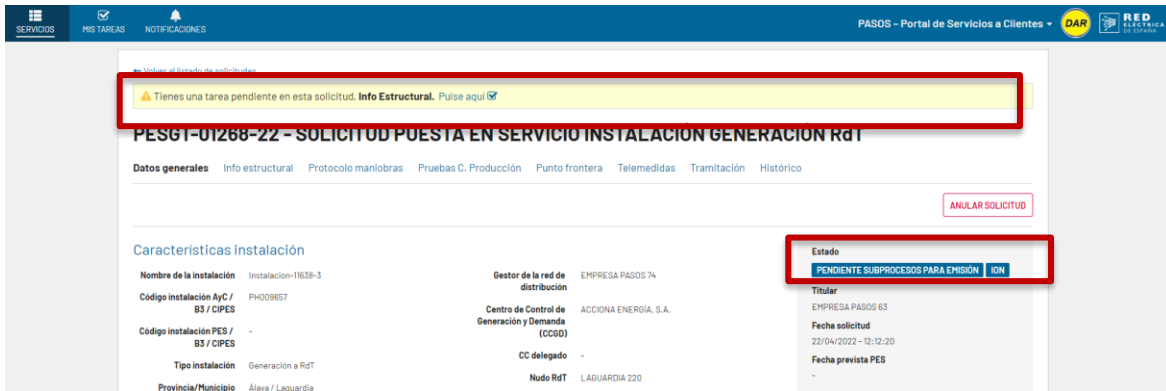 SERVICIOS
MIS TAREAS
NOTIFICACIONES
PASOS - Portal de Servicios a Clientes
DAR
RED
ELÉCTRICA
DE ESPAÑA
Volver al listado de solicitudes
Tienes una tarea pendiente en esta solicitud. Info Estructural. Pulse aquí
PESGT-01268-22 - SOLICITUD PUESTA EN SERVICIO INSTALACIÓN GENERACIÓN RdT
Datos generales Info estructural Protocolo maniobras Pruebas C. Producción Punto frontera Telemedidas Tramitación Histórico
ANULAR SOLICITUD
Características instalación
Nombre de la instalación Instalacion-11638-3
Código instalación AyC /
B3 / CIPES
PH009657
Código instalación PES /
B3 / CIPES
-
Tipo instalación Generación a RdT
Provincia/Municipio Álava / Laguardia
Gestor de la red de
distribución
EMPRESA PASOS 74
Centro de Control de
Generación y Demanda
(CCGD)
ACCIONA ENERGÍA, S.A.
CC delegado -
Nudo RdT LAGUARDIA 220
Estado
PENDIENTE SUBPROCESOS PARA EMISIÓN ION
Titular
EMPRESA PASOS 63
Fecha solicitud
22/04/2022 - 12:12:20
Fecha prevista PES
-